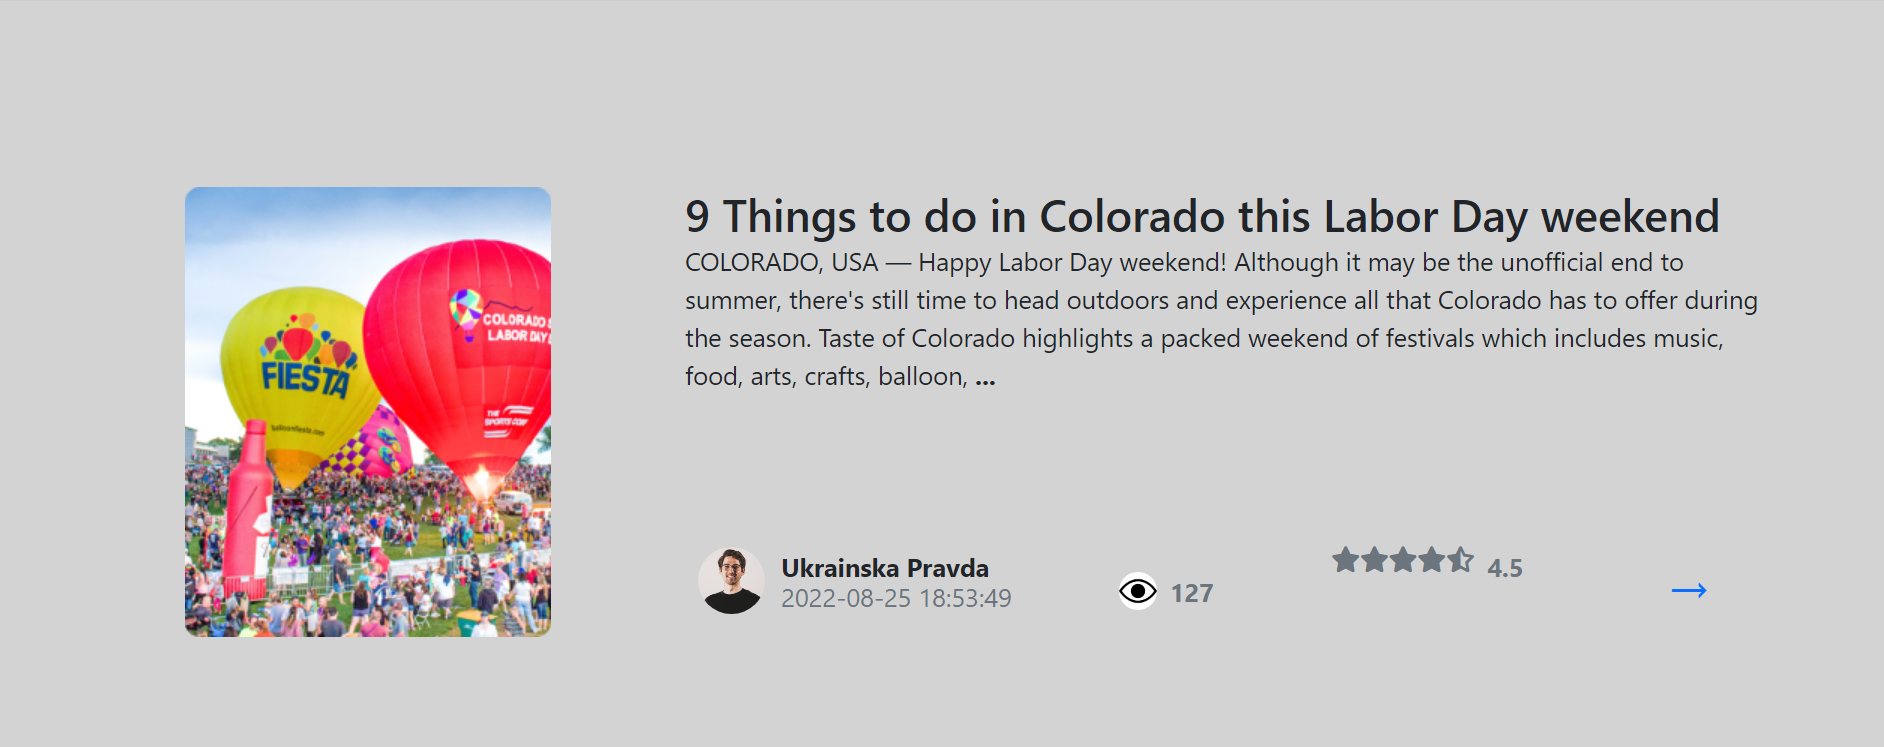 FIESTA
balloonfiesta.com
COLORADO S
LABOR DAY L
THE
9 Things to do in Colorado this Labor Day weekend
COLORADO, USA — Happy Labor Day weekend! Although it may be the unofficial end to
summer, there's still time to head outdoors and experience all that Colorado has to offer during
the season. Taste of Colorado highlights a packed weekend of festivals which includes music,
food, arts, crafts, balloon, ...
Ukrainska Pravda
2022-08-25 18:53:49
127
4.5